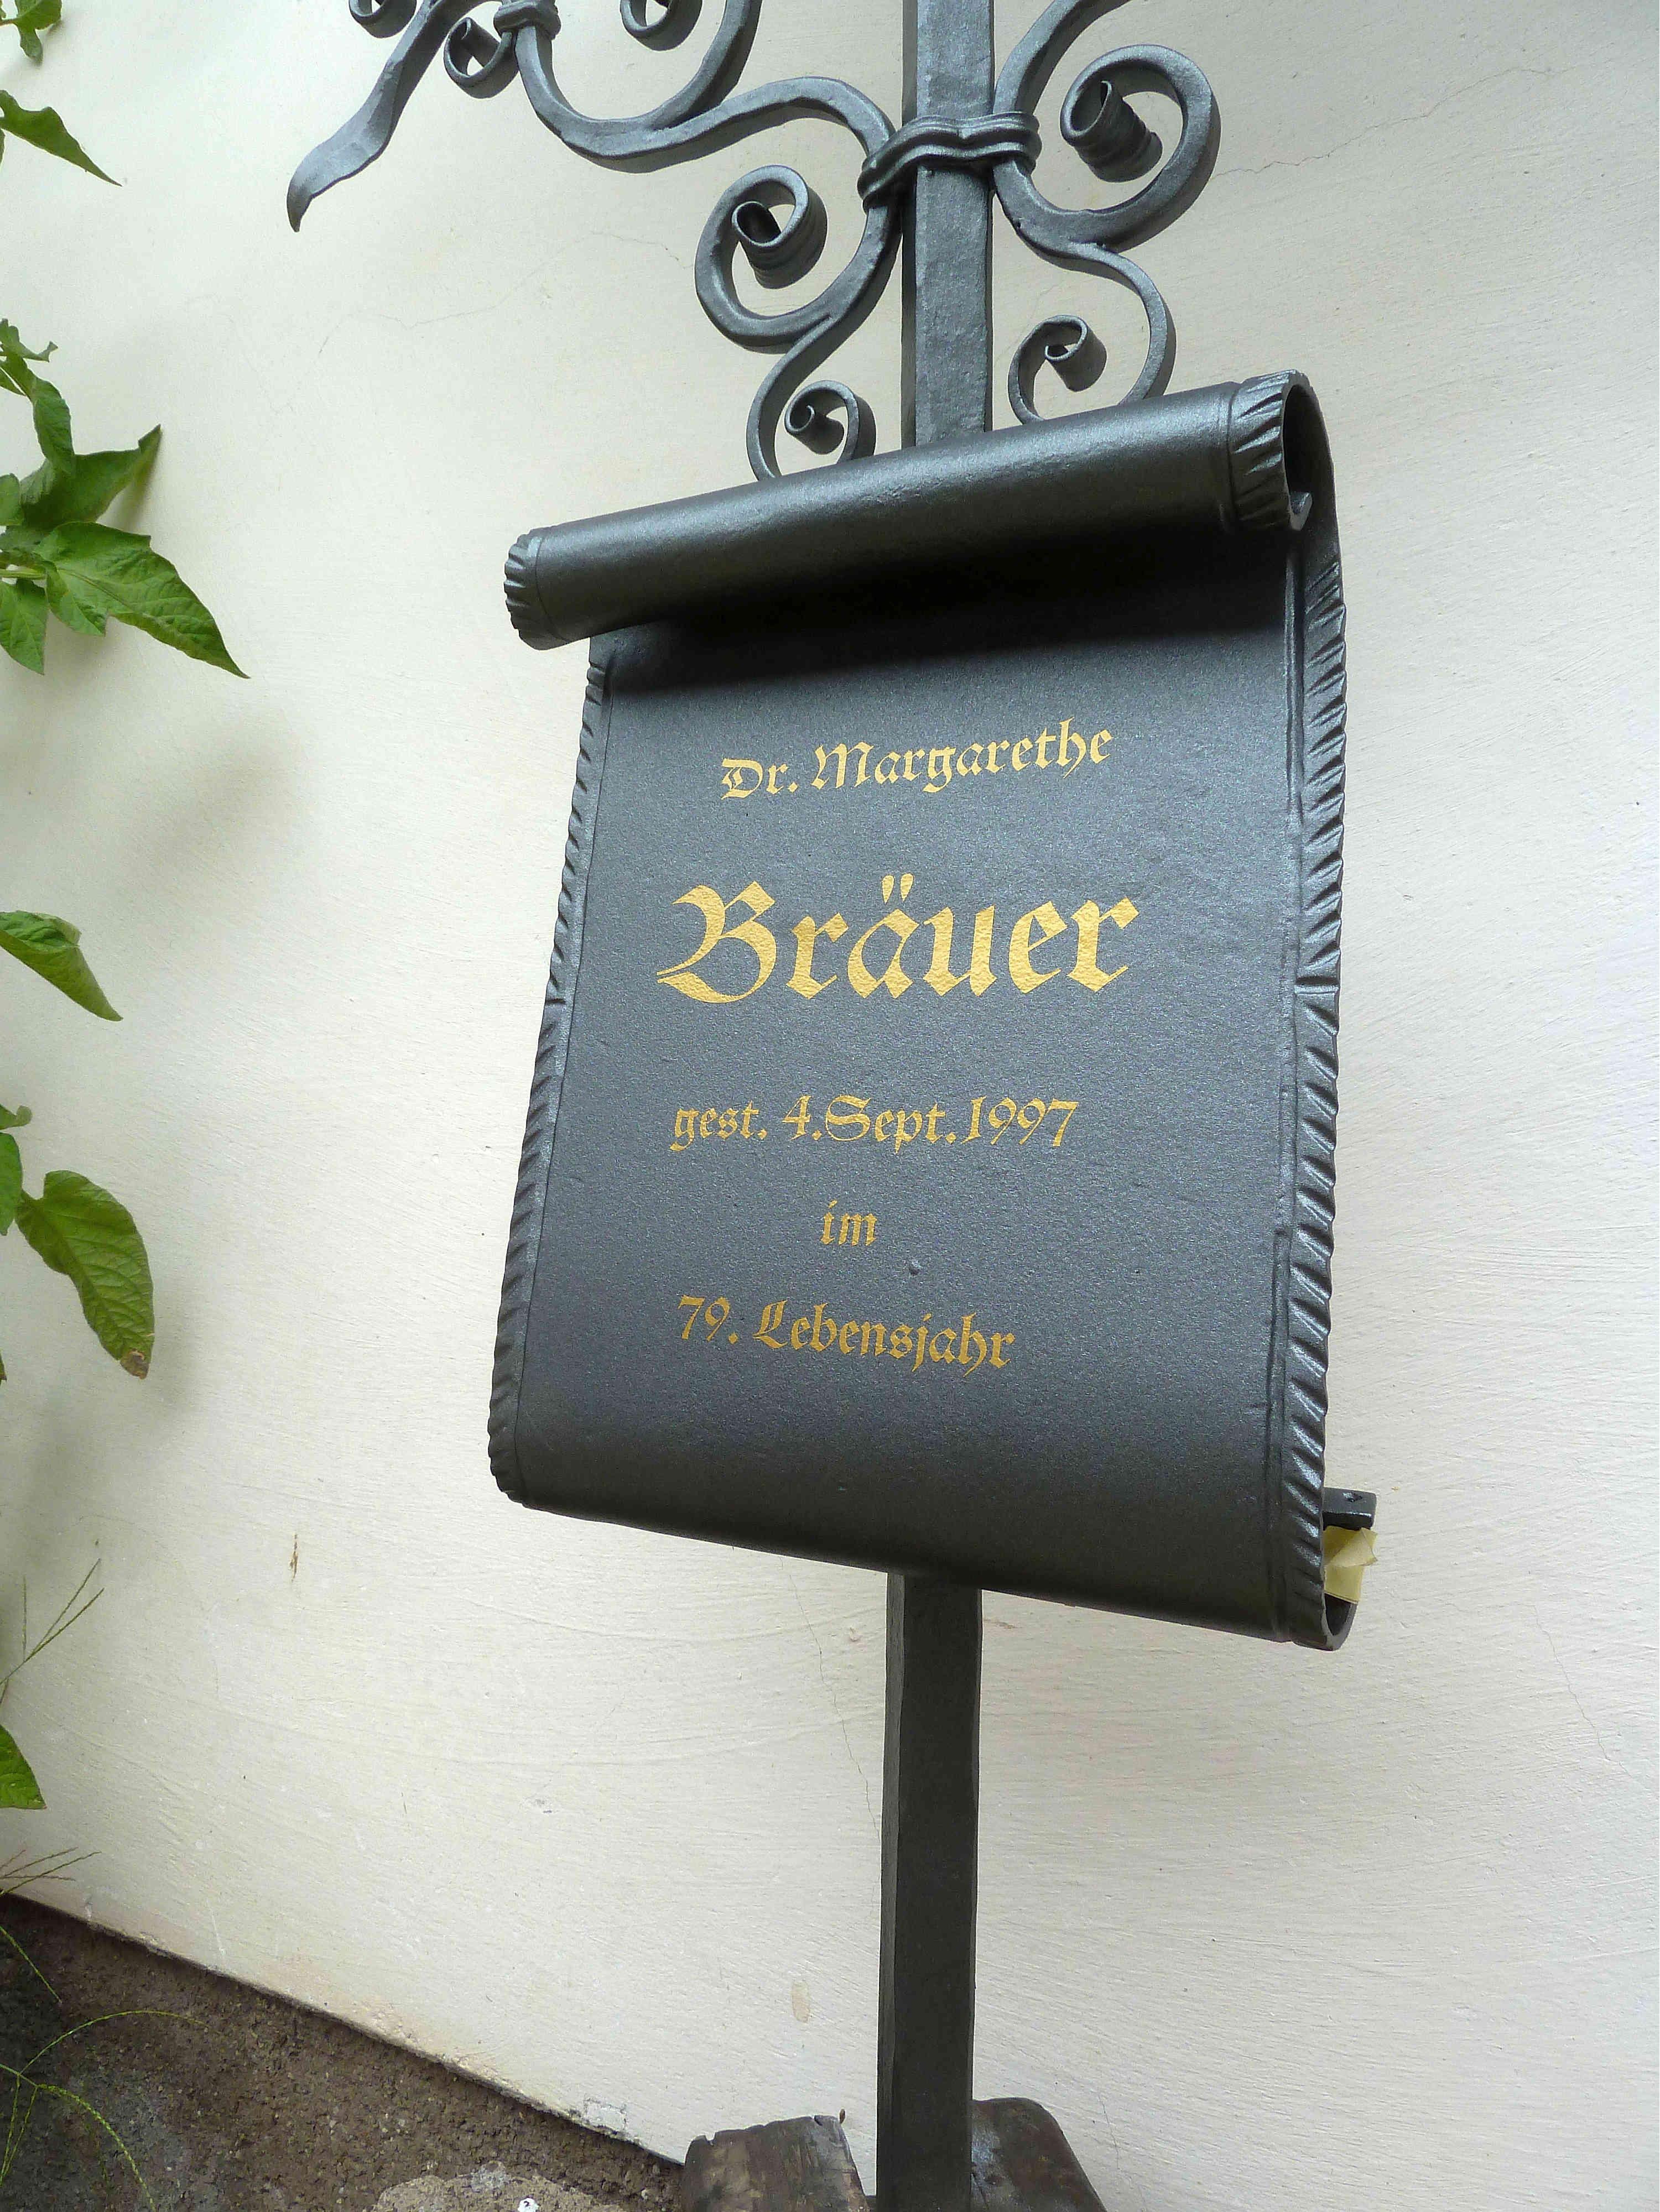 Dr. Margarethe
Bräuer
gest. 4.Sept.1997
im
79. Lebensjahr